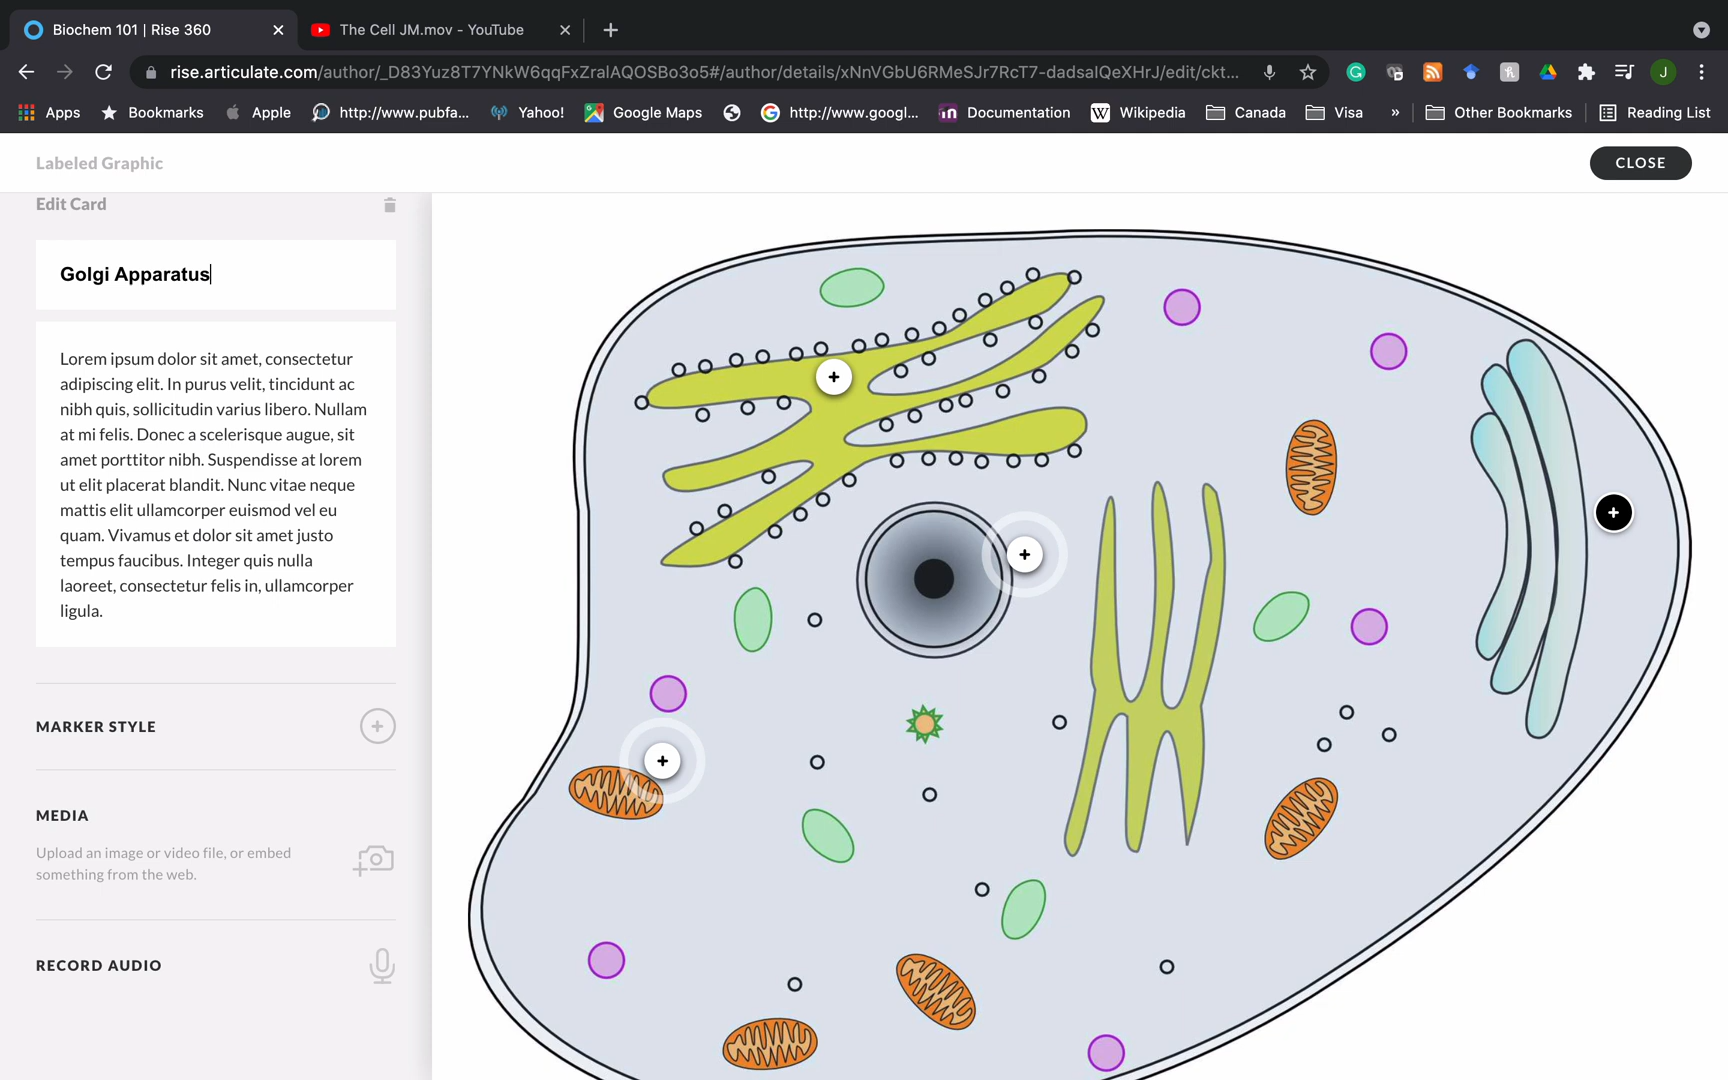 Biochem 101 | Rise 360
The Cell JM.mov - YouTube
rise.articulate.com/author/_D83Yuz8T7YNkW6qqFxZralAQOSBo3o5#/author/details/xNnVGbU6RMeSJr7RcT7-dadsalQeXHrJ/edit/ckt...
J
Apps
Bookmarks
Apple
http://www.pubfa...
Yahoo!
Google Maps
http://www.googl...
in
Documentation
W
Wikipedia
Canada
Visa
»
Other Bookmarks
Reading List
Labeled Graphic
CLOSE
Edit Card
Golgi Apparatus
Lorem ipsum dolor sit amet, consectetur
adipiscing elit. In purus velit, tincidunt ac
nibh quis, sollicitudin varius libero. Nullam
at mi felis. Donec a scelerisque augue, sit
amet porttitor nibh. Suspendisse at lorem
ut elit placerat blandit. Nunc vitae neque
mattis elit ullamcorper euismod vel eu
quam. Vivamus et dolor sit amet justo
tempus faucibus. Integer quis nulla
laoreet, consectetur felis in, ullamcorper
ligula.
MARKER STYLE
MEDIA
Upload an image or video file, or embed
something from the web.
RECORD AUDIO